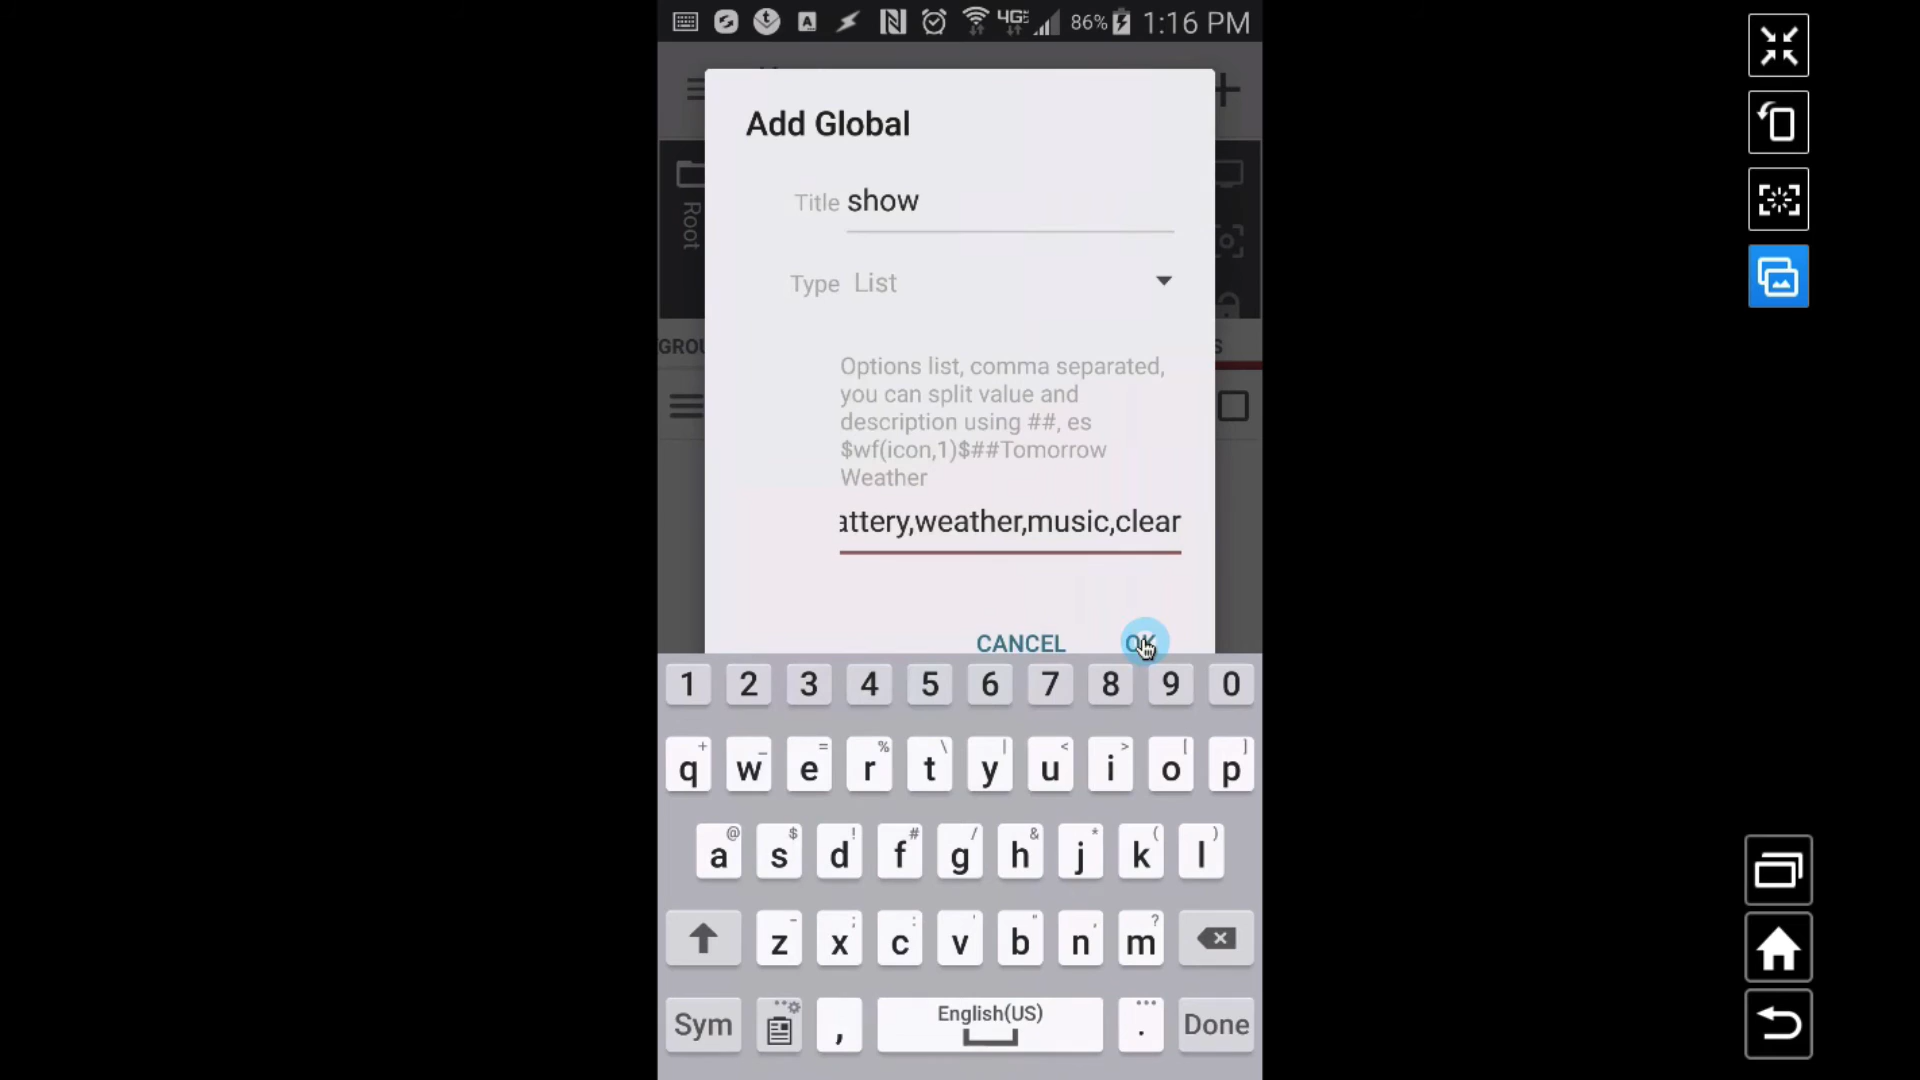 86% 1:16 PM
Add Global
Title show
Root
Type List
GROU
S
Options list, comma separated,
you can split value and
description using ##, es
$wf(icon,1)$##Tomorrow
Weather
attery,weather,music,clear
CANCEL OK
1 2 3 4 5 6 7 8 9 0
+ _ = % \ | < > [ ]
q w e r t y u i o p
@ $ ! # / & * ( )
a s d f g h j k l
- ; : ' " , ?
z x c v b n m
Sym , English(US) . Done